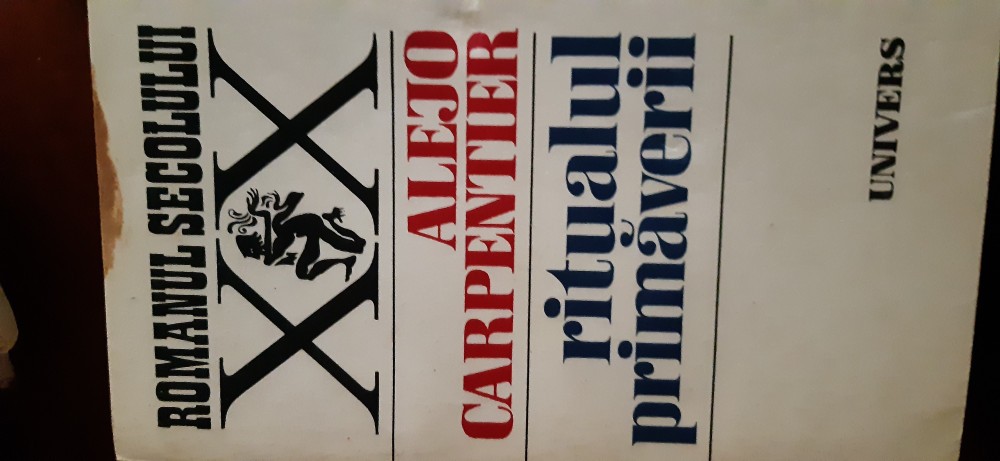 ROMANUL SECOLULUI
XX
ALEJO
CARPENTIER
ritualul
primăverii
UNIVERS